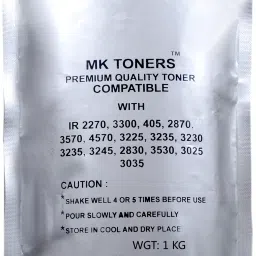 MK TONERS™
PREMIUM QUALITY TONER
COMPATIBLE
WITH
IR 2270, 3300, 405, 2870,
3570, 4570, 3225, 3235, 3230
3235, 3245, 2830, 3530, 3025
3035
CAUTION :
*SHAKE WELL 4 OR 5 TIMES BEFORE USE
*POUR SLOWLY AND CAREFULLY
*STORE IN COOL AND DRY PLACE
WGT: 1 KG